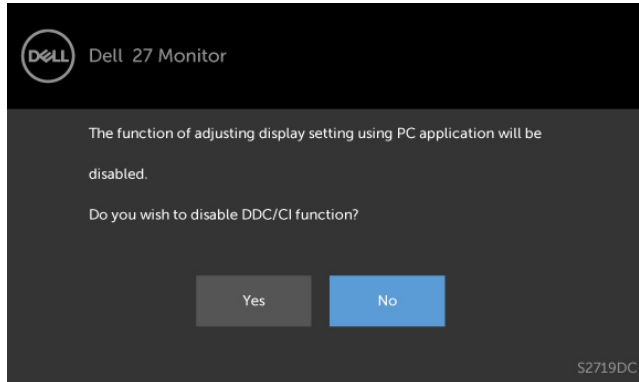 DELL
Dell 27 Monitor
The function of adjusting display setting using PC application will be
disabled.
Do you wish to disable DDC/CI function?
Yes
No
S2719DC